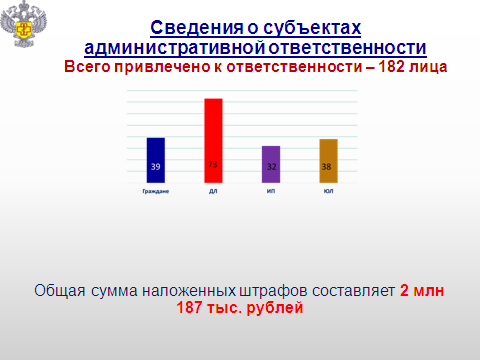 Сведения о субъектах
административной ответственности
Всего привлечено к ответственности – 182 лица
39
73
32
38
Граждане
ДЛ
ИП
ЮЛ
Общая сумма наложенных штрафов составляет 2 млн
187 тыс. рублей